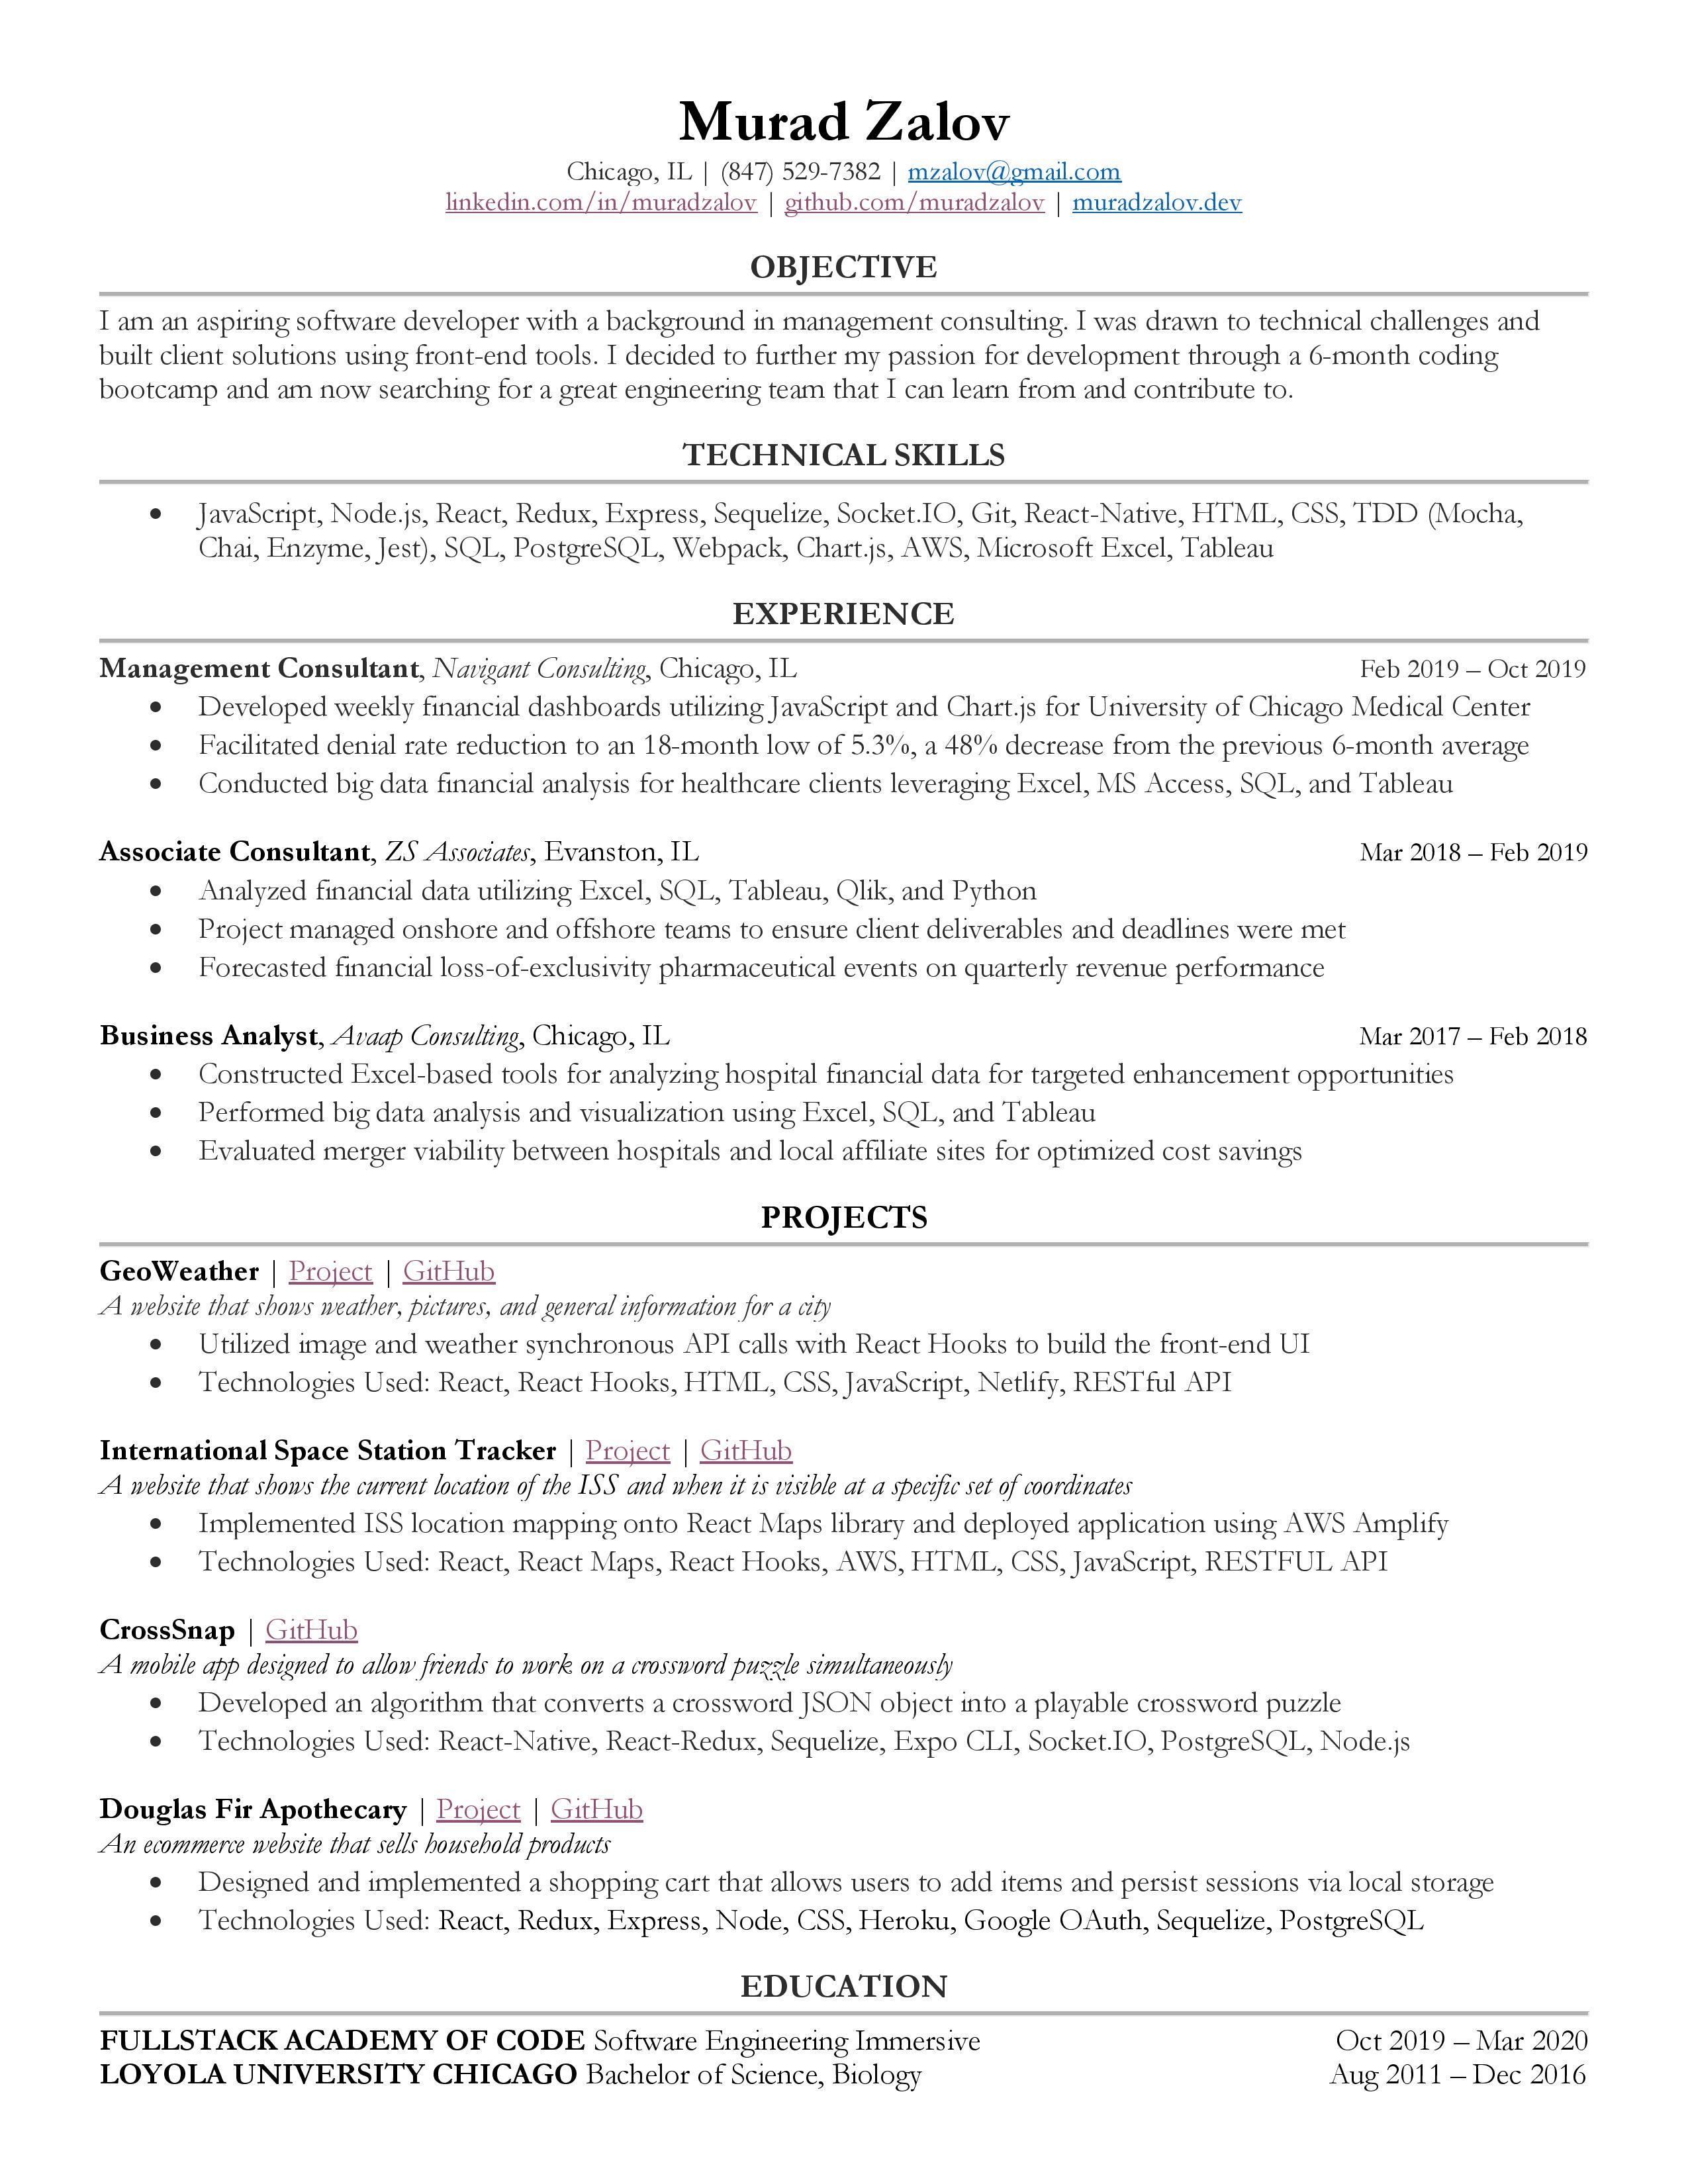 Murad Zalov
Chicago, IL | (847) 529-7382 | mzalov@gmail.com
linkedin.com/in/muradzalov | github.com/muradzalov | muradzalov.dev
OBJECTIVE
I am an aspiring software developer with a background in management consulting. I was drawn to technical challenges and
built client solutions using front-end tools. I decided to further my passion for development through a 6-month coding
bootcamp and am now searching for a great engineering team that I can learn from and contribute to.
TECHNICAL SKILLS
• JavaScript, Node.js, React, Redux, Express, Sequelize, Socket.IO, Git, React-Native, HTML, CSS, TDD (Mocha,
Chai, Enzyme, Jest), SQL, PostgreSQL, Webpack, Chart.js, AWS, Microsoft Excel, Tableau
EXPERIENCE
Management Consultant, Navigant Consulting, Chicago, IL Feb 2019 – Oct 2019
• Developed weekly financial dashboards utilizing JavaScript and Chart.js for University of Chicago Medical Center
• Facilitated denial rate reduction to an 18-month low of 5.3%, a 48% decrease from the previous 6-month average
• Conducted big data financial analysis for healthcare clients leveraging Excel, MS Access, SQL, and Tableau
Associate Consultant, ZS Associates, Evanston, IL Mar 2018 – Feb 2019
• Analyzed financial data utilizing Excel, SQL, Tableau, Qlik, and Python
• Project managed onshore and offshore teams to ensure client deliverables and deadlines were met
• Forecasted financial loss-of-exclusivity pharmaceutical events on quarterly revenue performance
Business Analyst, Avaap Consulting, Chicago, IL Mar 2017 – Feb 2018
• Constructed Excel-based tools for analyzing hospital financial data for targeted enhancement opportunities
• Performed big data analysis and visualization using Excel, SQL, and Tableau
• Evaluated merger viability between hospitals and local affiliate sites for optimized cost savings
PROJECTS
GeoWeather | Project | GitHub
A website that shows weather, pictures, and general information for a city
• Utilized image and weather synchronous API calls with React Hooks to build the front-end UI
• Technologies Used: React, React Hooks, HTML, CSS, JavaScript, Netlify, RESTful API
International Space Station Tracker | Project | GitHub
A website that shows the current location of the ISS and when it is visible at a specific set of coordinates
• Implemented ISS location mapping onto React Maps library and deployed application using AWS Amplify
• Technologies Used: React, React Maps, React Hooks, AWS, HTML, CSS, JavaScript, RESTFUL API
CrossSnap | GitHub
A mobile app designed to allow friends to work on a crossword puzzle simultaneously
• Developed an algorithm that converts a crossword JSON object into a playable crossword puzzle
• Technologies Used: React-Native, React-Redux, Sequelize, Expo CLI, Socket.IO, PostgreSQL, Node.js
Douglas Fir Apothecary | Project | GitHub
An ecommerce website that sells household products
• Designed and implemented a shopping cart that allows users to add items and persist sessions via local storage
• Technologies Used: React, Redux, Express, Node, CSS, Heroku, Google OAuth, Sequelize, PostgreSQL
EDUCATION
FULLSTACK ACADEMY OF CODE Software Engineering Immersive Oct 2019 – Mar 2020
LOYOLA UNIVERSITY CHICAGO Bachelor of Science, Biology Aug 2011 – Dec 2016